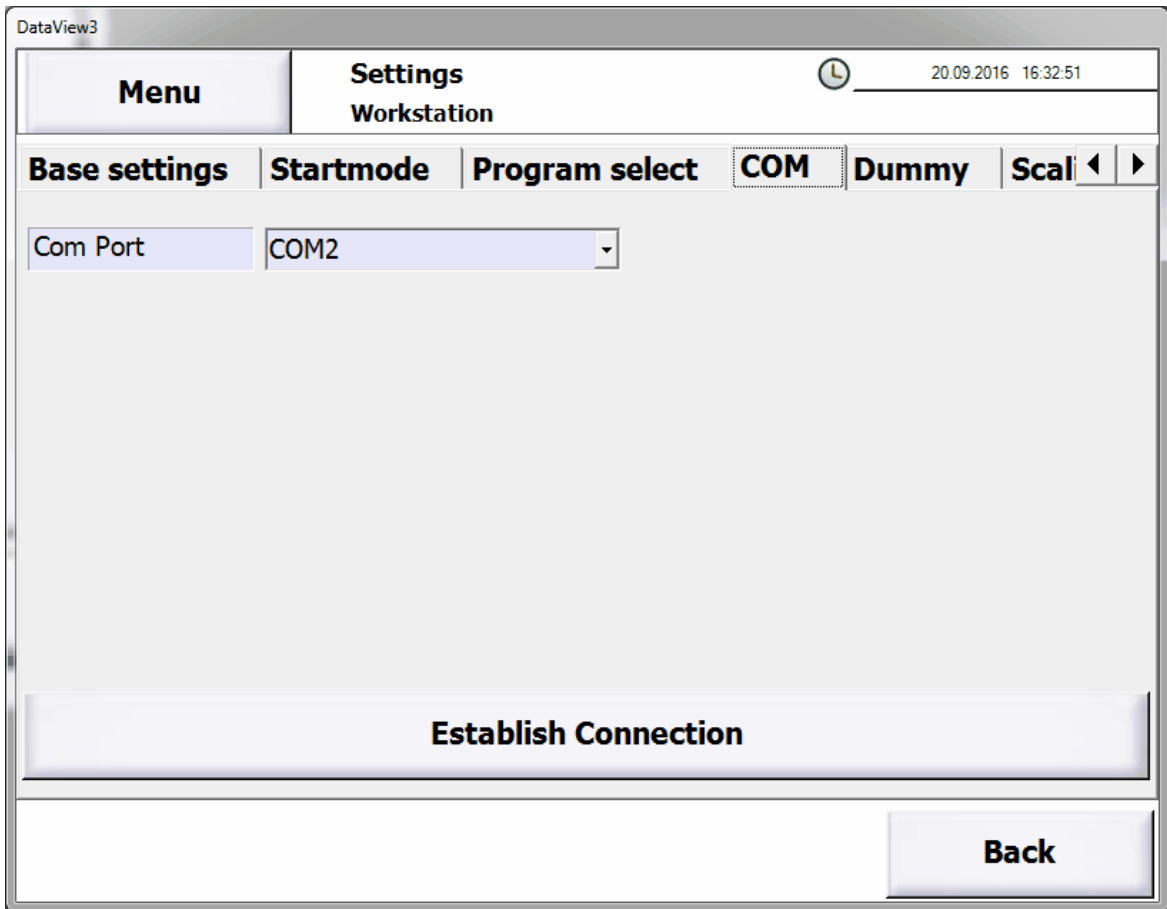 DataView3
Menu
Settings
Workstation
20.09.2016 16:32:51
Base settings Startmode Program select COM Dummy Scali
Com Port COM2
Establish Connection
Back